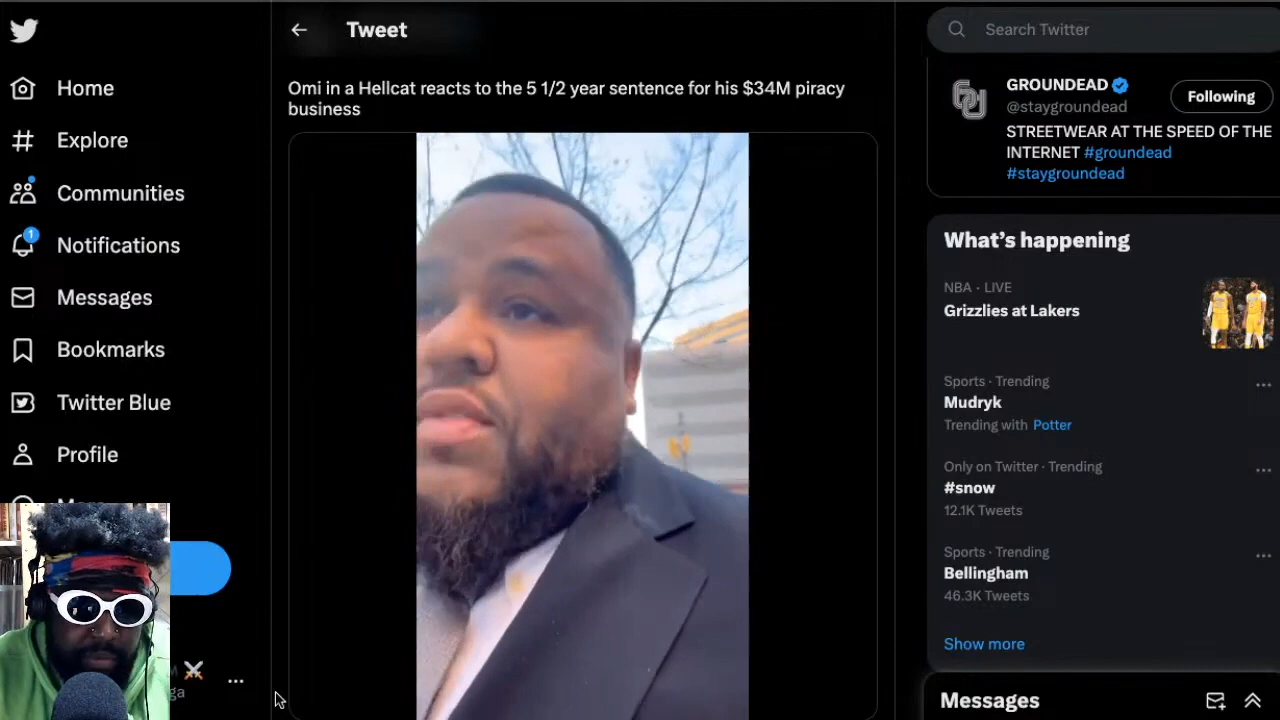 Tweet
Search Twitter
Home
Explore
Communities
1
Notifications
Messages
Bookmarks
Twitter Blue
Profile
Omi in a Hellcat reacts to the 5 1/2 year sentence for his $34M piracy
business
GROUNDEAD
@staygroundead
Following
STREETWEAR AT THE SPEED OF THE
INTERNET #groundead
#staygroundead
What's happening
NBA · LIVE
Grizzlies at Lakers
Sports · Trending
Mudryk
Trending with Potter
Only on Twitter · Trending
#snow
12.1K Tweets
Sports · Trending
Bellingham
46.3K Tweets
Show more
Messages